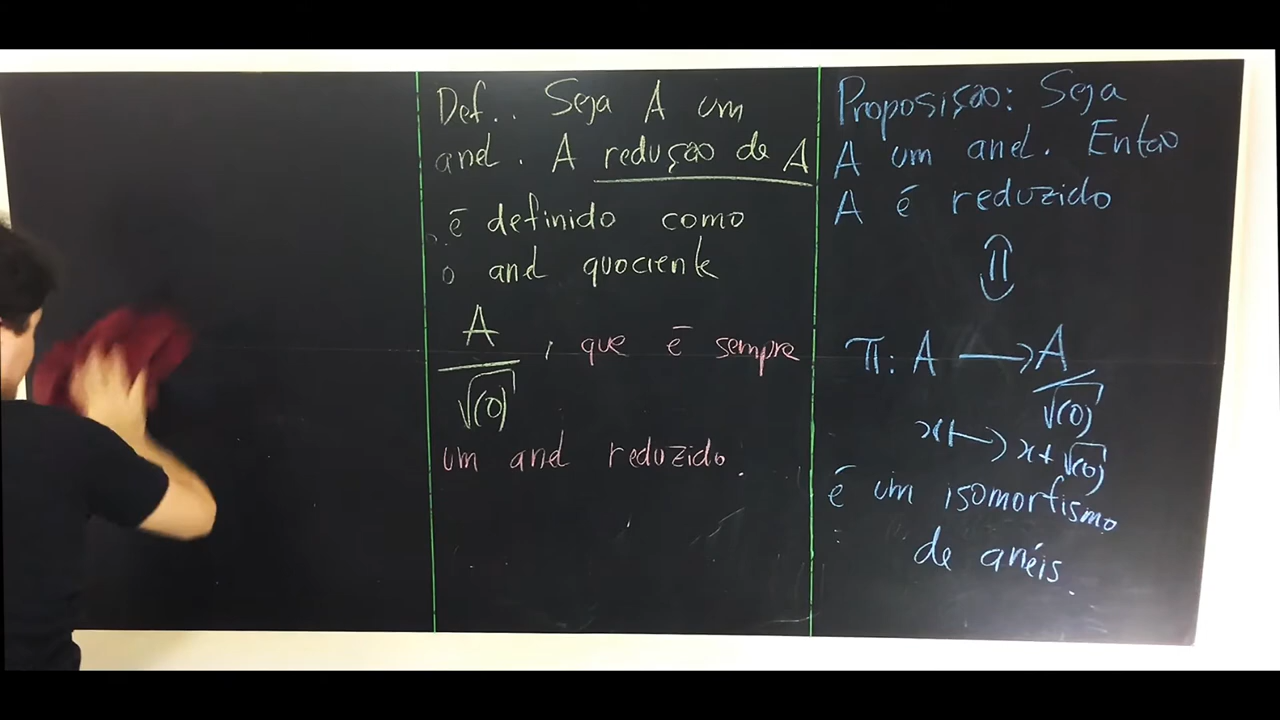 Def.. Seja A um
anel. A redução de A
é definido como
o anel quociente
A
√(0)
, que é sempre
um anel reduzido.
Proposição: Seja
A um anel. Então
A é reduzido
⇕
π: A → A
√(0)
x ↦ x+√(0)
é um isomorfismo
de anéis.